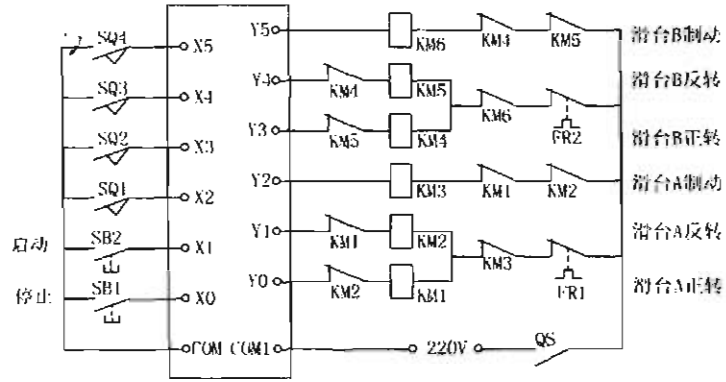 Y5 KM6 KM4 KM5 滑台B制动
SQ4 X5
Y4 KM4 KM5 滑台B反转
SQ3 X4 KM6 FR2
Y3 KM5 KM4 滑台B正转
SQ2 X3
Y2 KM3 KM1 KM2 滑台A制动
SQ1 X2
Y1 KM1 KM2 滑台A反转
启动 SB2 X1 KM3 FR1
Y0 KM2 KM1 滑台A正转
停止 SB1 X0
COM COM1 220V QS